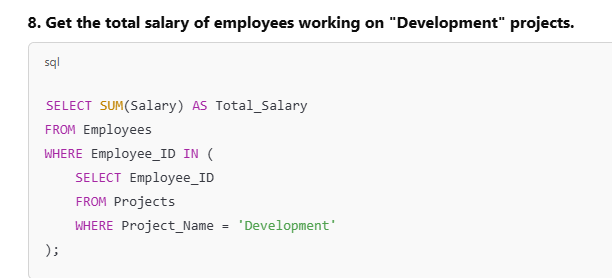 8. Get the total salary of employees working on "Development" projects.
sql
SELECT SUM(Salary) AS Total_Salary
FROM Employees
WHERE Employee_ID IN (
    SELECT Employee_ID
    FROM Projects
    WHERE Project_Name = 'Development'
);